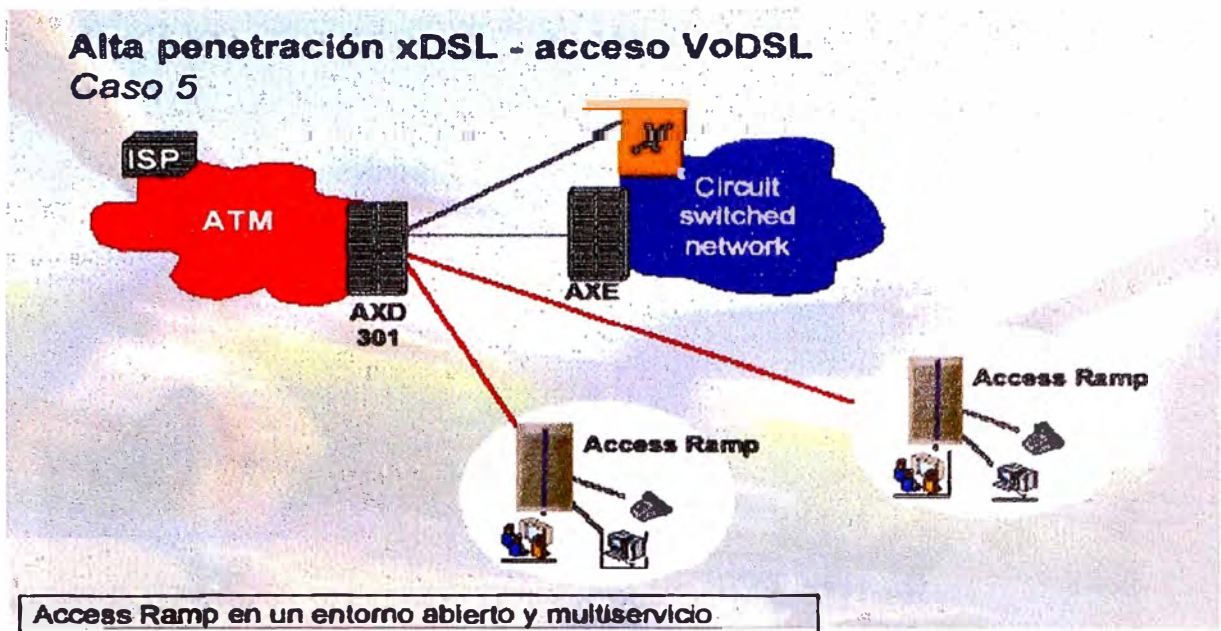 Alta penetración xDSL - acceso VoDSL
Caso 5
ISP
ATM
Circuit
switched
network
AXE
AXD
301
Access Ramp
Access Ramp
Access Ramp en un entorno abierto y multiservicio